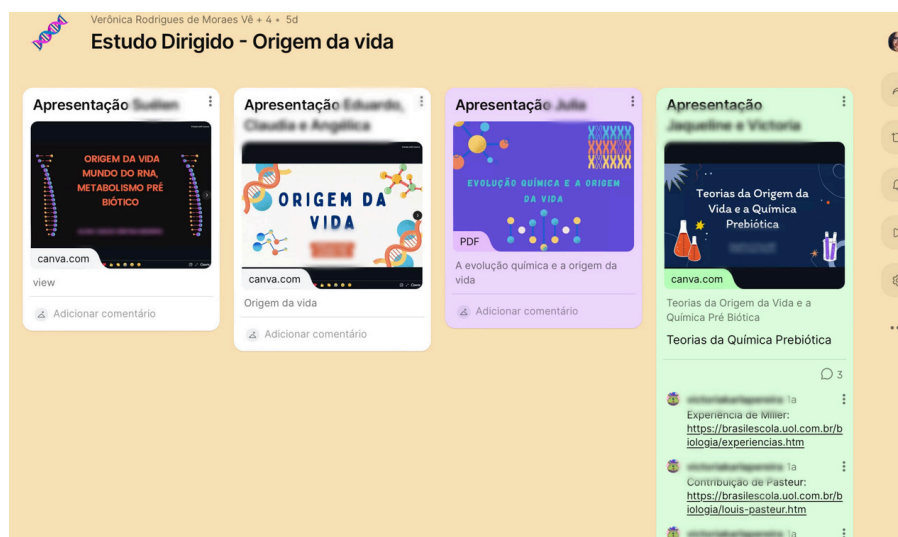 Verônica Rodrigues de Moraes Vê + 4 • 5d
Estudo Dirigido - Origem da vida
Apresentação
ORIGEM DA VIDA
MUNDO DO RNA,
METABOLISMO PRÉ
BIÓTICO
canva.com
view
Adicionar comentário
Apresentação
ORIGEM DA
VIDA
canva.com
Origem da vida
Adicionar comentário
Apresentação
EVOLUÇÃO QUÍMICA E A ORIGEM
DA VIDA
PDF
A evolução química e a origem da
vida
Adicionar comentário
Apresentação
Teorias da Origem da
Vida e a Química
Prebiótica
canva.com
Teorias da Origem da Vida e a
Química Pré Biótica
Teorias da Química Prebiótica
3
1a
Experiência de Miller:
https://brasilescola.uol.com.br/b
iologia/experiencias.htm
1a
Contribuição de Pasteur:
https://brasilescola.uol.com.br/b
iologia/louis-pasteur.htm
1a